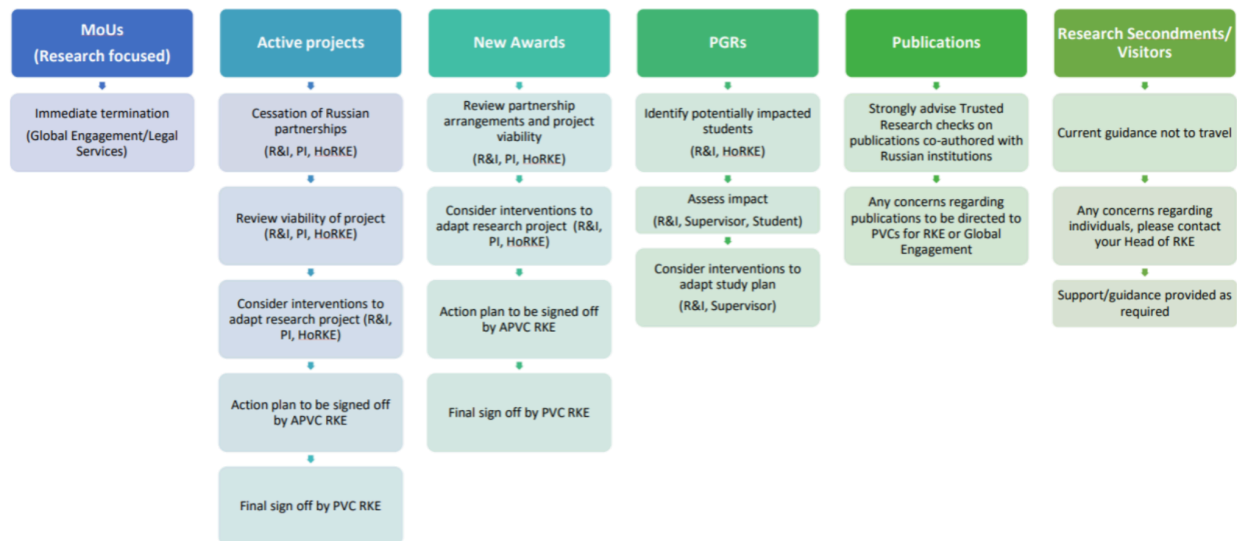 MoUs
(Research focused)
Immediate termination
(Global Engagement/Legal
Services)
Active projects
Cessation of Russian
partnerships
(R&I, PI, HoRKE)
Review viability of project
(R&I, PI, HoRKE)
Consider interventions to
adapt research project (R&I,
PI, HoRKE)
Action plan to be signed off
by APVC RKE
Final sign off by PVC RKE
New Awards
Review partnership
arrangements and project
viability
(R&I, PI, HoRKE)
Consider interventions to
adapt research project (R&I,
PI, HoRKE)
Action plan to be signed off
by APVC RKE
Final sign off by PVC RKE
PGRs
Identify potentially impacted
students
(R&I, HoRKE)
Assess impact
(R&I, Supervisor, Student)
Consider interventions to
adapt study plan
(R&I, Supervisor)
Publications
Strongly advise Trusted
Research checks on
publications co-authored with
Russian institutions
Any concerns regarding
publications to be directed to
PVCs for RKE or Global
Engagement
Research Secondments/
Visitors
Current guidance not to travel
Any concerns regarding
individuals, please contact
your Head of RKE
Support/guidance provided as
required